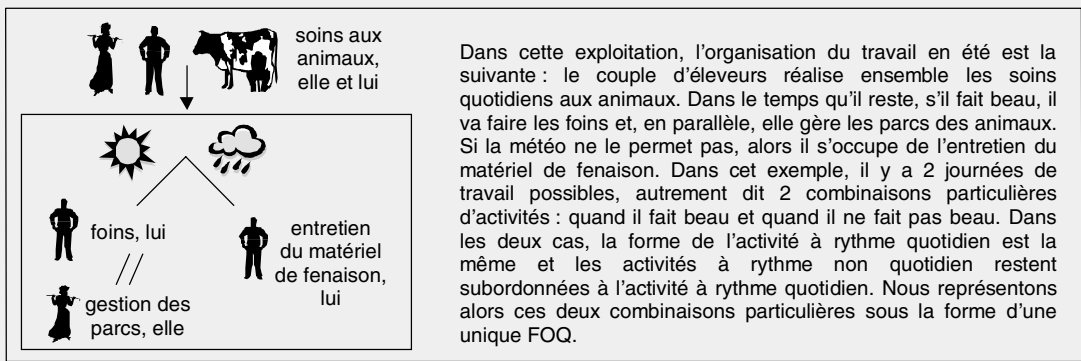 soins aux
animaux,
elle et lui
foins, lui
gestion des
parcs, elle
entretien
du matériel
de fenaison,
lui
Dans cette exploitation, l’organisation du travail en été est la
suivante : le couple d’éleveurs réalise ensemble les soins
quotidiens aux animaux. Dans le temps qu’il reste, s’il fait beau, il
va faire les foins et, en parallèle, elle gère les parcs des animaux.
Si la météo ne le permet pas, alors il s’occupe de l’entretien du
matériel de fenaison. Dans cet exemple, il y a 2 journées de
travail possibles, autrement dit 2 combinaisons particulières
d’activités : quand il fait beau et quand il ne fait pas beau. Dans
les deux cas, la forme de l’activité à rythme quotidien est la
même et les activités à rythme non quotidien restent
subordonnées à l’activité à rythme quotidien. Nous représentons
alors ces deux combinaisons particulières sous la forme d’une
unique FOQ.